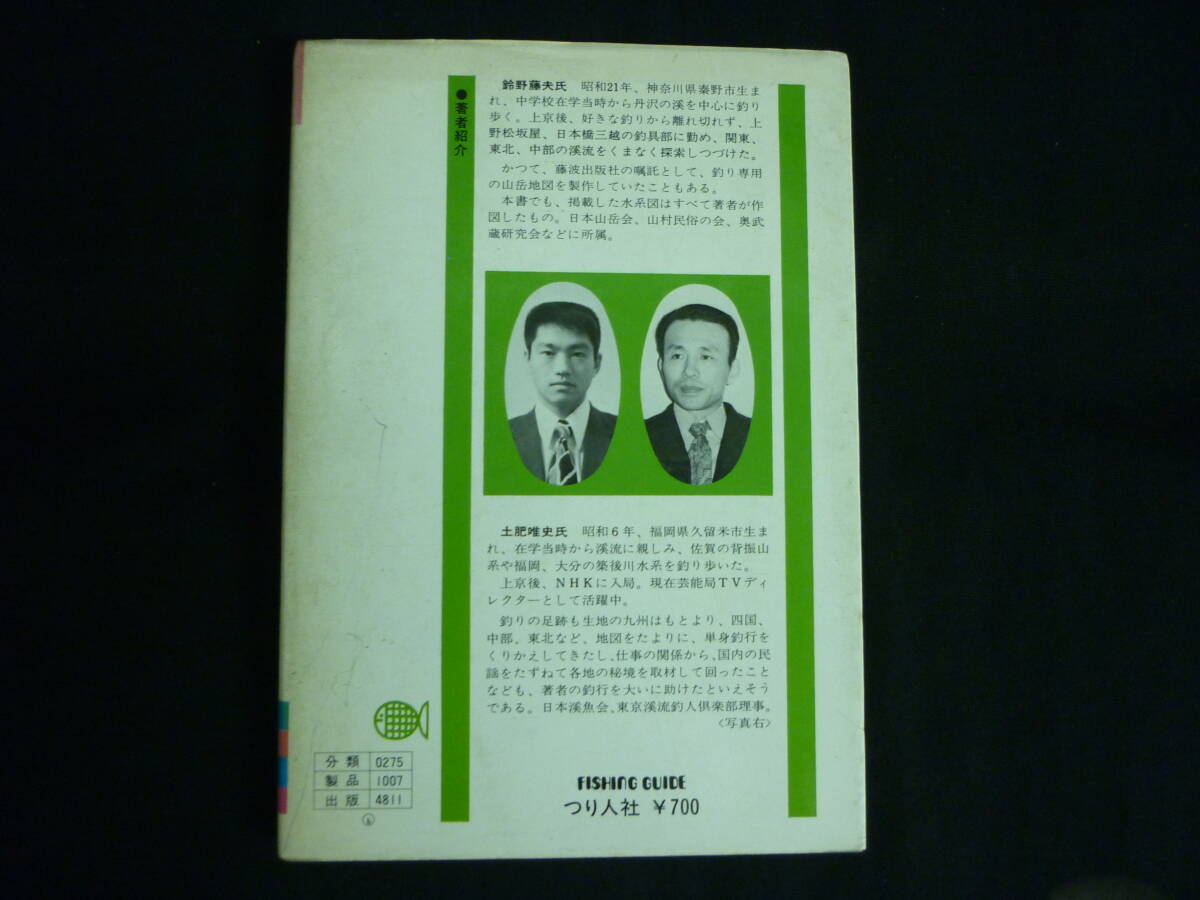 ●著者紹介
鈴野藤夫氏　昭和21年、神奈川県秦野市生ま
れ、中学校在学当時から丹沢の溪を中心に釣り
歩く。上京後、好きな釣りから離れ切れず、上
野松坂屋、日本橋三越の釣具部に勤め、関東、
東北、中部の溪流をくまなく探索しつづけた。
かつて、藤波出版社の嘱託として、釣り専用
の山岳地図を製作していたこともある。
本書でも、掲載した水系図はすべて著者が作
図したもの。日本山岳会、山村民俗の会、奥武
蔵研究会などに所属。
土肥唯史氏　昭和6年、福岡県久留米市生ま
れ、在学当時から溪流に親しみ、佐賀の背振山
系や福岡、大分の築後川水系を釣り歩いた。
上京後、NHKに入局。現在芸能局TVディ
レクターとして活躍中。
釣りの足跡も生地の九州はもとより、四国、
中部、東北など、地図をたよりに、単身釣行を
くりかえしてきたし、仕事の関係から、国内の民
謡をたずねて各地の秘境を取材して回ったこと
なども、著者の釣行を大いに助けたといえそう
である。日本溪魚会、東京溪流釣人倶楽部理事。
〈写真右〉
分類 0275
製品 1007
出版 4811
FISHING GUIDE
つり人社 ¥700